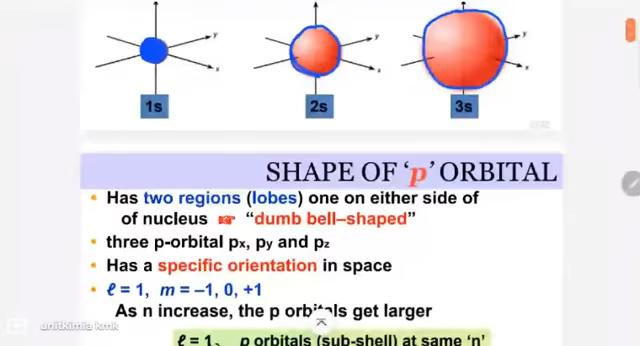 y
x
1s
y
x
2s
y
x
3s
SHAPE OF ‘p’ ORBITAL
• Has two regions (lobes) one on either side of
of nucleus ☞ “dumb bell–shaped”
• three p-orbital px, py and pz
• Has a specific orientation in space
• ℓ = 1, m = –1, 0, +1
As n increase, the p orbitals get larger
unitkimia kmk
ℓ = 1, p orbitals (sub-shell) at same ‘n’